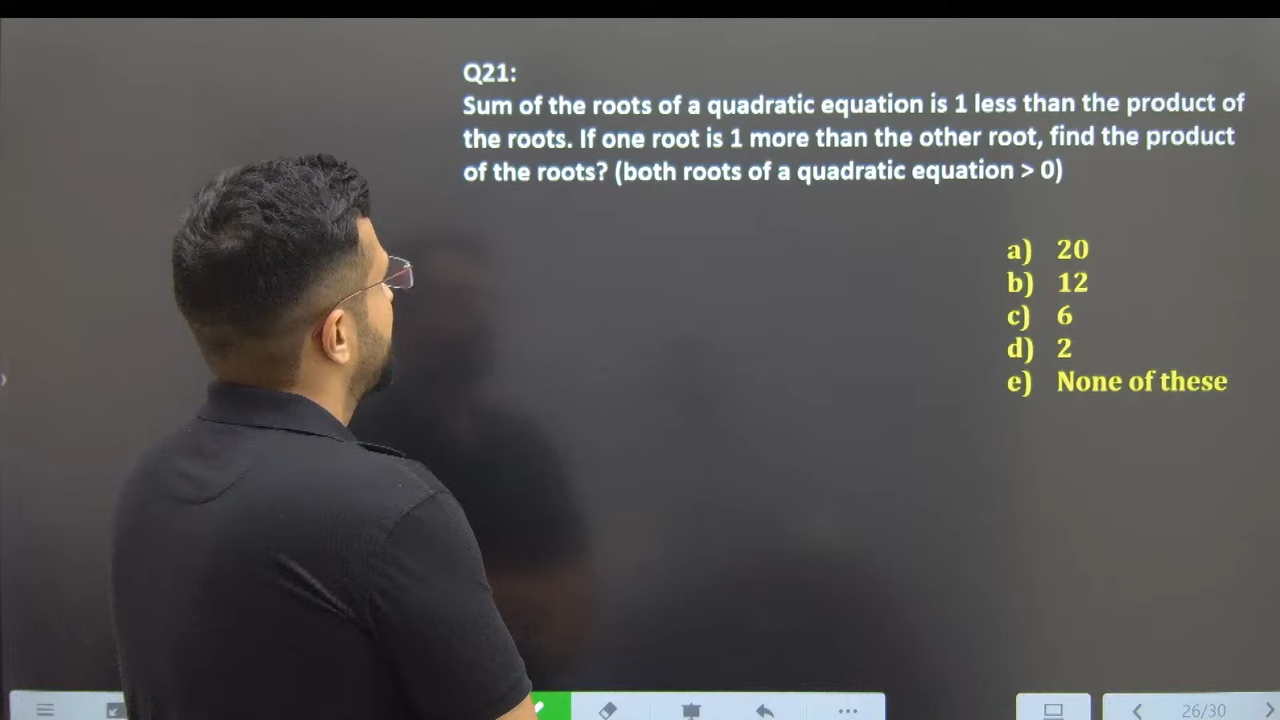 Q21:
Sum of the roots of a quadratic equation is 1 less than the product of
the roots. If one root is 1 more than the other root, find the product
of the roots? (both roots of a quadratic equation > 0)
a) 20
b) 12
c) 6
d) 2
e) None of these
26/30